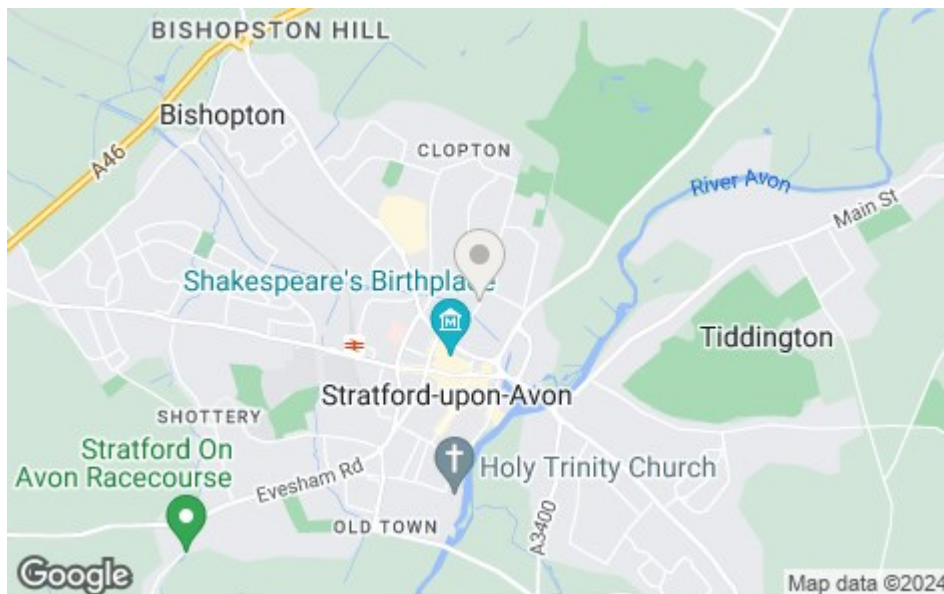 BISHOPSTON HILL
Bishopton
A46
CLOPTON
River Avon
Main St
Shakespeare's Birthplace
M
Tiddington
Stratford-upon-Avon
SHOTTERY
Stratford On
Avon Racecourse
Evesham Rd
Holy Trinity Church
OLD TOWN
A3400
Google
Map data ©2024